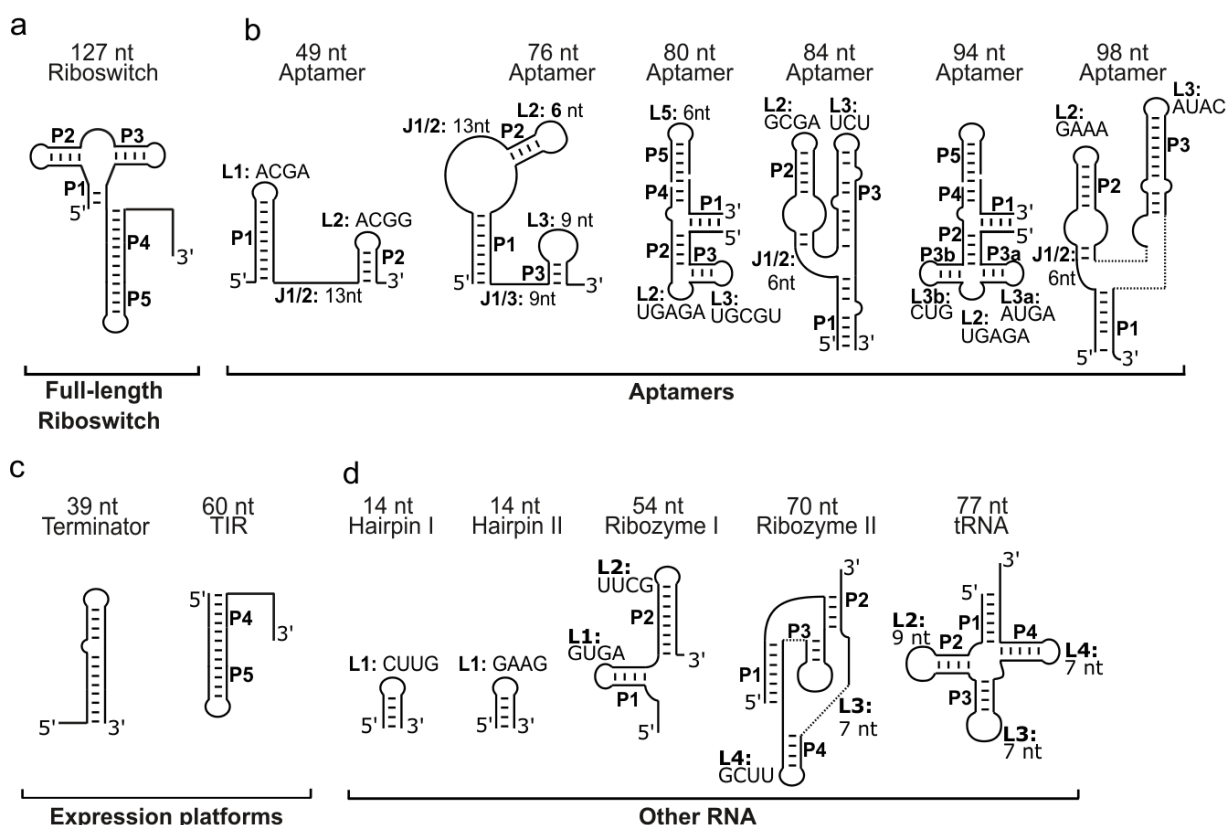 a
127 nt
Riboswitch
P2
P3
P1
5'
P4
3'
P5
Full-length
Riboswitch
b
49 nt
Aptamer
L1: ACGA
L2: ACGG
P1
P2
5'
3'
J1/2: 13nt
76 nt
Aptamer
L2: 6 nt
J1/2: 13nt
P2
L3: 9 nt
P1
P3
5'
3'
J1/3: 9nt
80 nt
Aptamer
L5: 6nt
P5
P4
P1
3'
5'
P2
P3
L2:
UGAGA
L3:
UGCGU
84 nt
Aptamer
L2:
GCGA
L3:
UCU
P2
P3
J1/2:
6nt
P1
5'
3'
94 nt
Aptamer
P5
P4
P1
3'
5'
P2
P3b
P3a
L3b:
CUG
L2:
UGAGA
L3a:
AUGA
98 nt
Aptamer
L3:
AUAC
L2:
GAAA
P3
P2
J1/2:
6nt
P1
5'
3'
Aptamers
c
39 nt
Terminator
5'
3'
60 nt
TIR
5'
P4
3'
P5
Expression platforms
d
14 nt
Hairpin I
L1: CUUG
5'
3'
14 nt
Hairpin II
L1: GAAG
5'
3'
54 nt
Ribozyme I
L2:
UUCG
P2
L1:
GUGA
3'
P1
5'
70 nt
Ribozyme II
3'
P2
P3
P1
5'
L3:
7 nt
P4
L4:
GCUU
77 nt
tRNA
3'
5'
L2:
9 nt
P1
P4
P2
L4:
7 nt
P3
L3:
7 nt
Other RNA